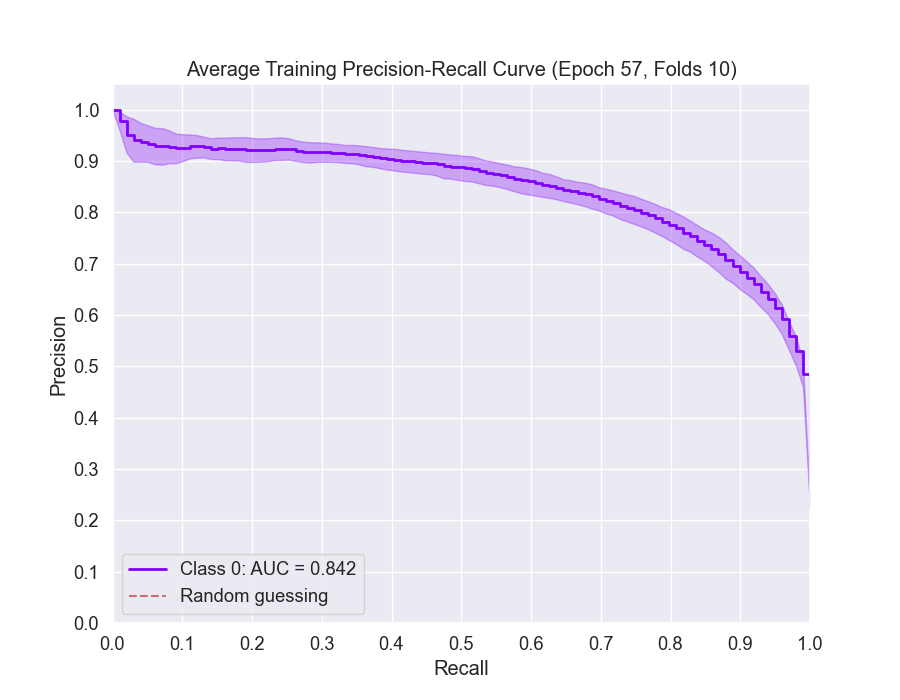 Average Training Precision-Recall Curve (Epoch 57, Folds 10)
1.0
0.9
0.8
0.7
0.6
0.5
0.4
0.3
0.2
0.1
0.0
Precision
Class 0: AUC = 0.842
Random guessing
0.0 0.1 0.2 0.3 0.4 0.5 0.6 0.7 0.8 0.9 1.0
Recall